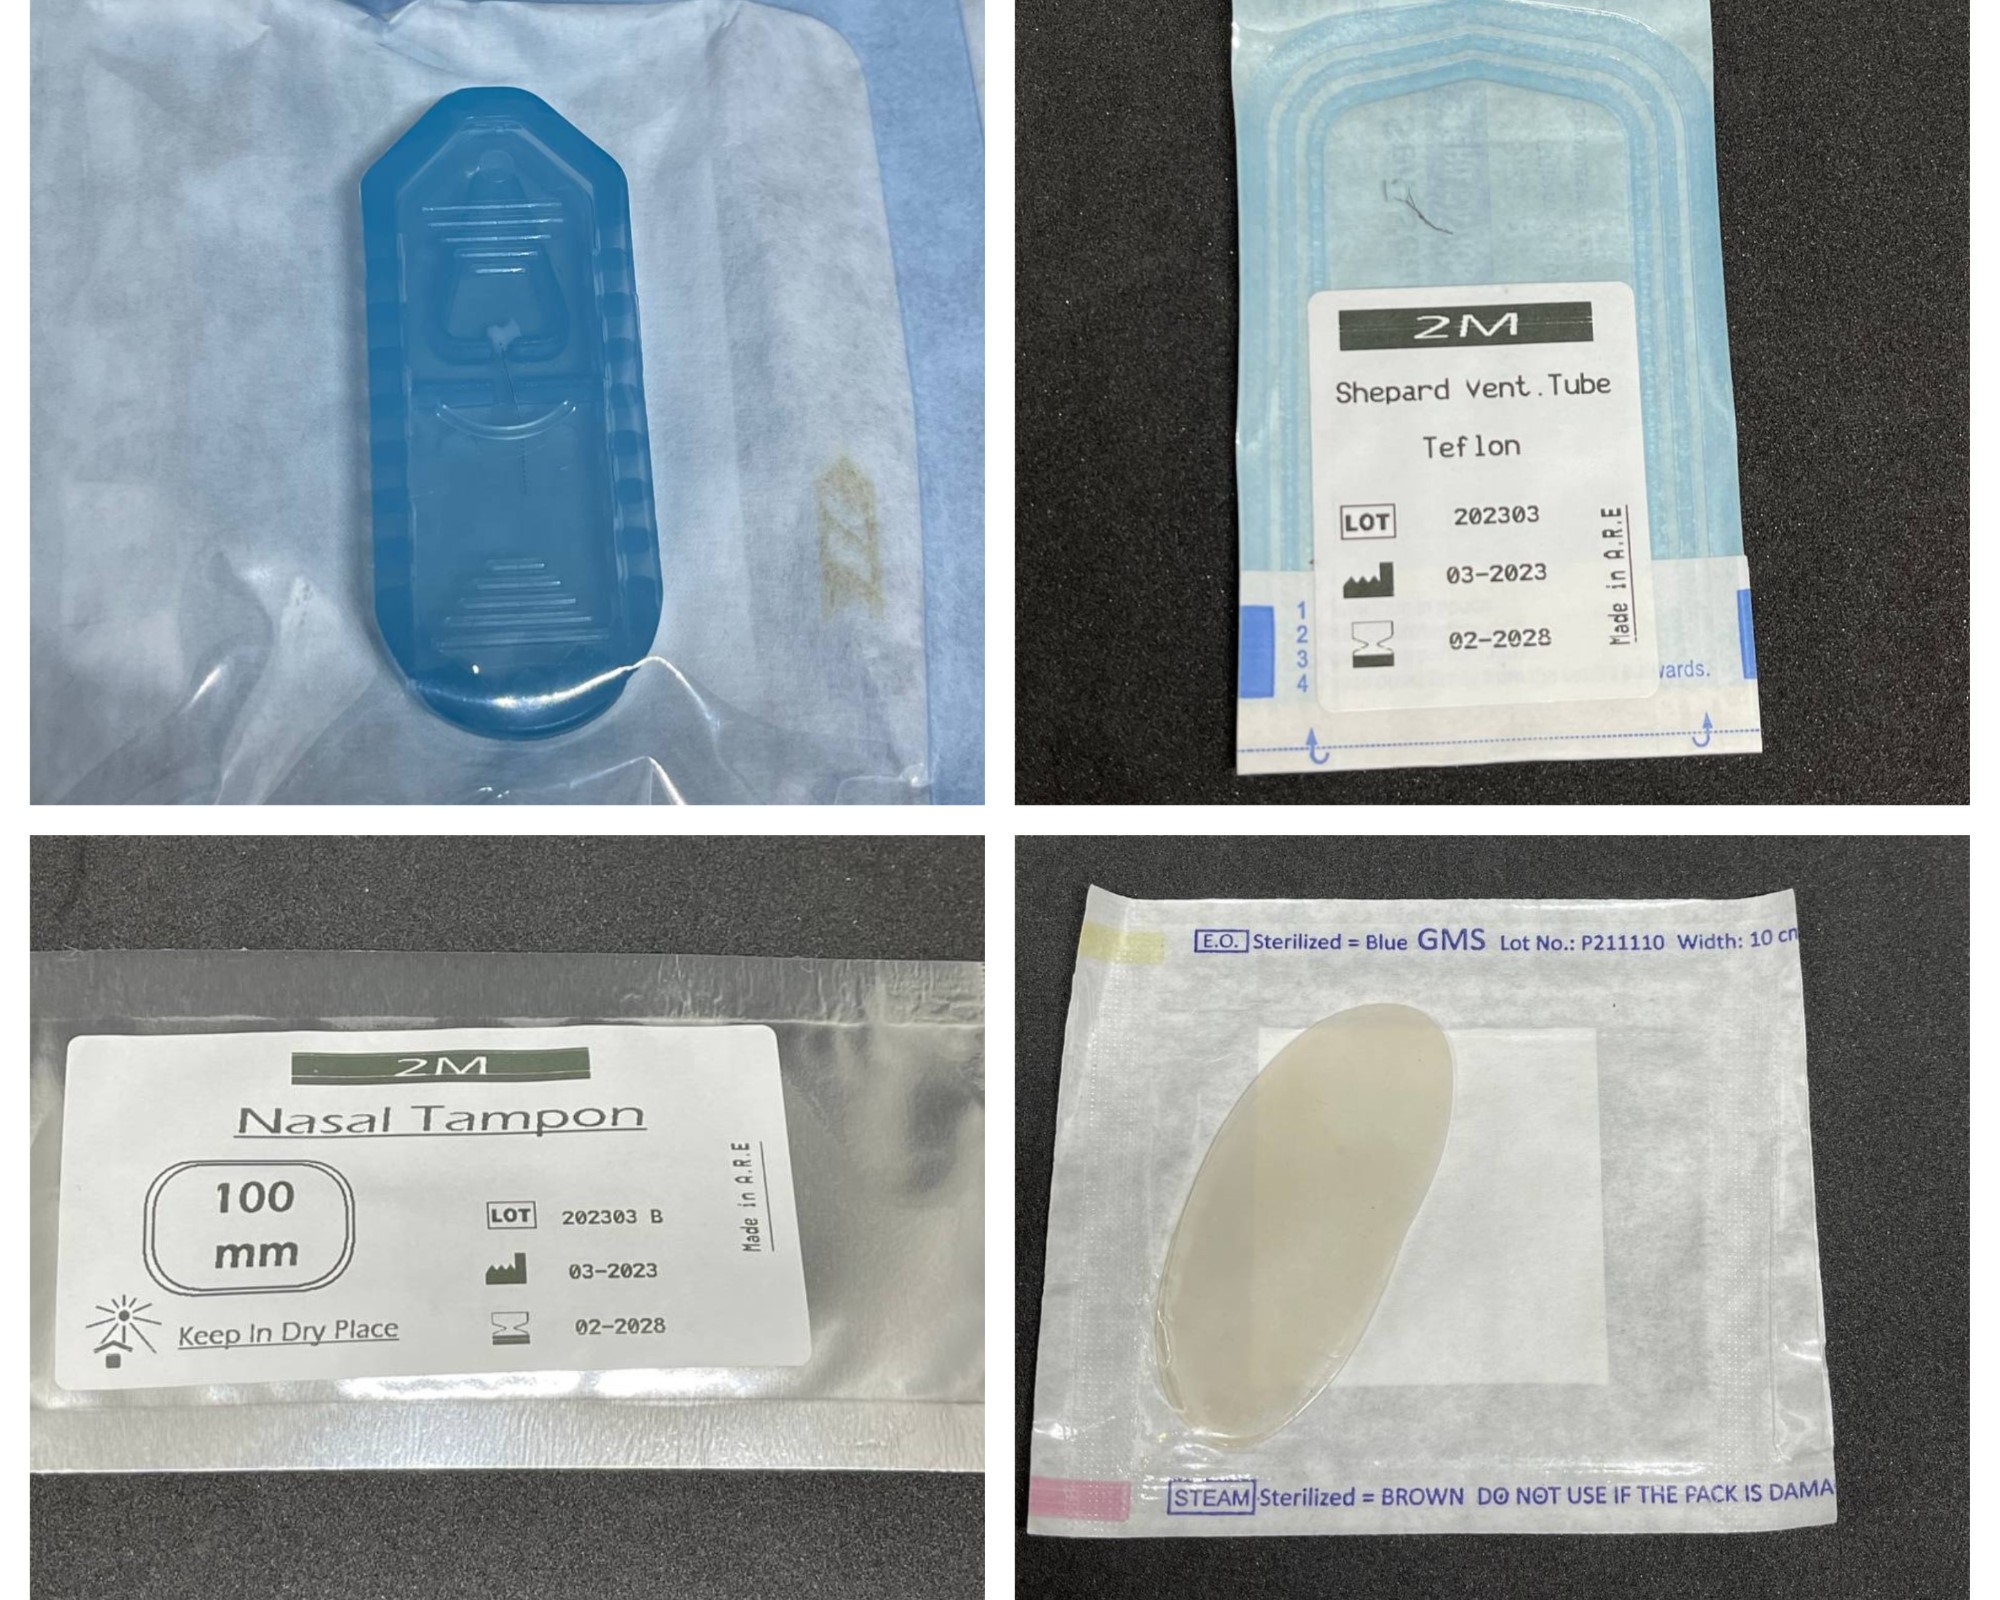 2M
Shepard Vent.Tube
Teflon
LOT 202303
03-2023
02-2028
Made in A.R.E
1
2
3
4
wards.
2M
Nasal Tampon
100
mm
LOT 202303 B
03-2023
02-2028
Made in A.R.E
Keep In Dry Place
E.O. Sterilized = Blue GMS Lot No.: P211110 Width: 10 cm
STEAM Sterilized = BROWN DO NOT USE IF THE PACK IS DAMA